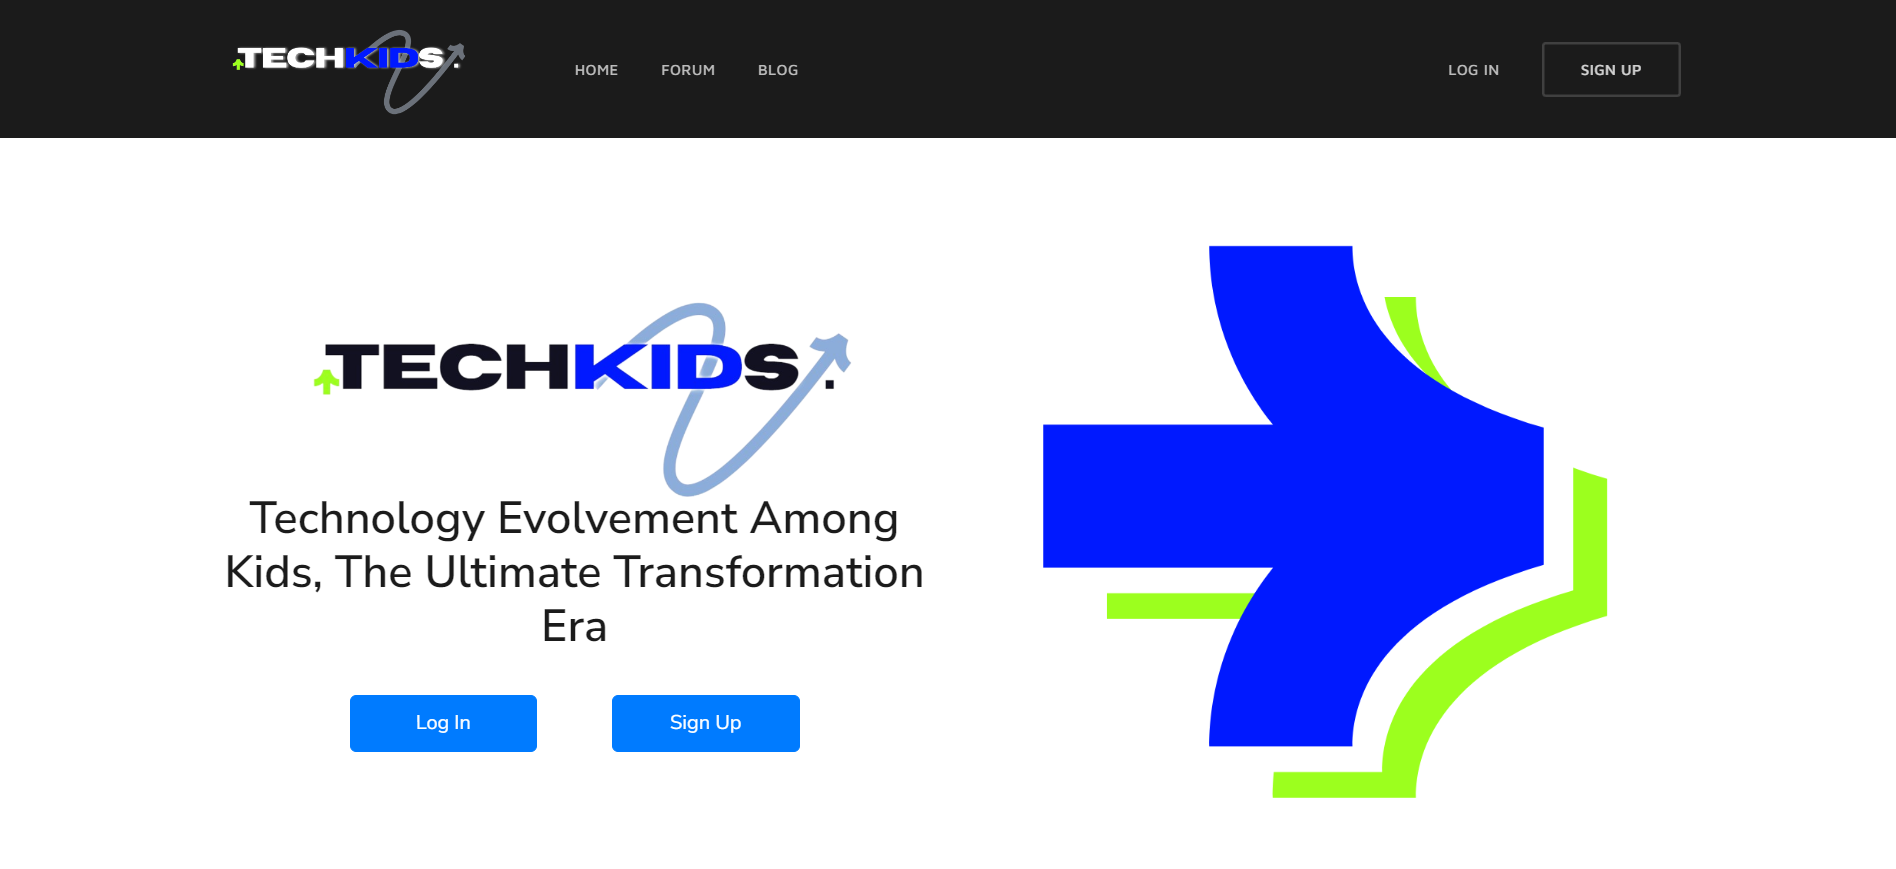 TECHKIDS.
HOME
FORUM
BLOG
LOG IN
SIGN UP
TECHKIDS.
Technology Evolvement Among
Kids, The Ultimate Transformation
Era
Log In
Sign Up